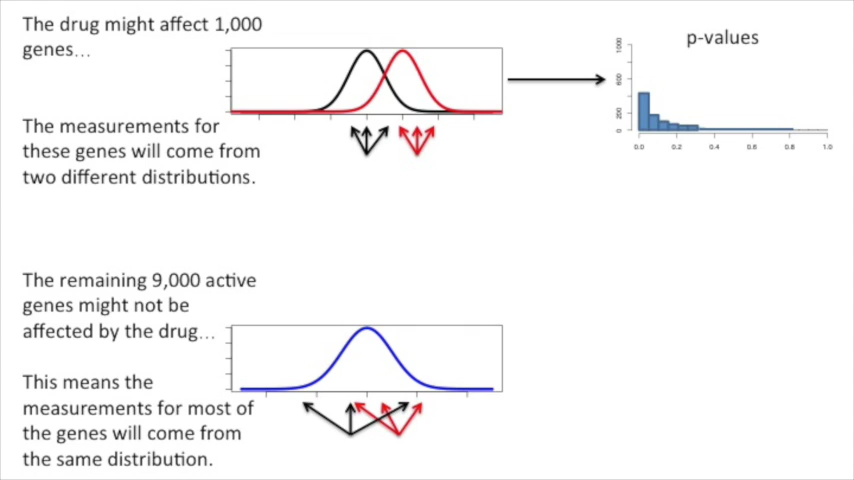 The drug might affect 1,000
genes...
The measurements for
these genes will come from
two different distributions.
p-values
1000
600
200
0
0.0 0.2 0.4 0.6 0.8 1.0
The remaining 9,000 active
genes might not be
affected by the drug...
This means the
measurements for most of
the genes will come from
the same distribution.